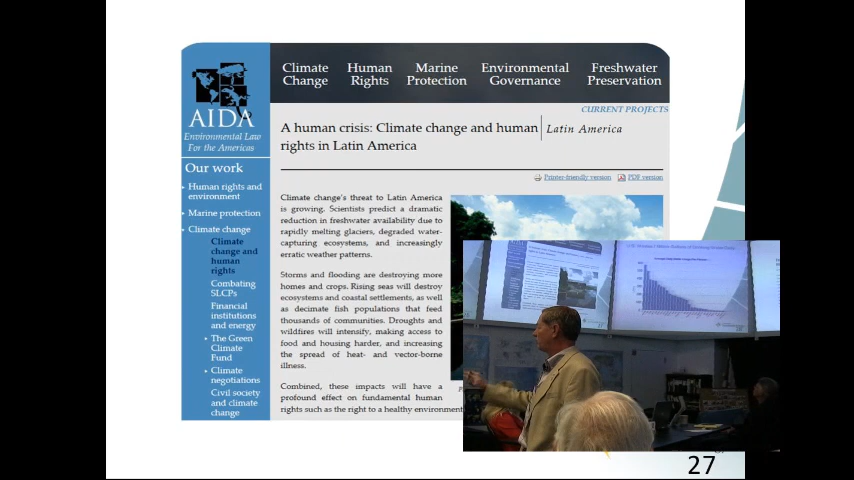 Climate Change
Human Rights
Marine Protection
Environmental Governance
Freshwater Preservation
AIDA
Environmental Law
For the Americas
CURRENT PROJECTS
A human crisis: Climate change and human
rights in Latin America
Latin America
Printer-friendly version
PDF version
Our work
Human rights and
environment
Marine protection
Climate change
Climate
change and
human
rights
Combating
SLCPs
Financial
institutions
and energy
The Green
Climate
Fund
Climate
negotiations
Civil society
and climate
change
Climate change's threat to Latin America
is growing. Scientists predict a dramatic
reduction in freshwater availability due to
rapidly melting glaciers, degraded water-
capturing ecosystems, and increasingly
erratic weather patterns.
Storms and flooding are destroying more
homes and crops. Rising seas will destroy
ecosystems and coastal settlements, as well
as decimate fish populations that feed
thousands of communities. Droughts and
wildfires will intensify, making access to
food and housing harder, and increasing
the spread of heat- and vector-borne
illness.
Combined, these impacts will have a
profound effect on fundamental human
rights such as the right to a healthy environment
27